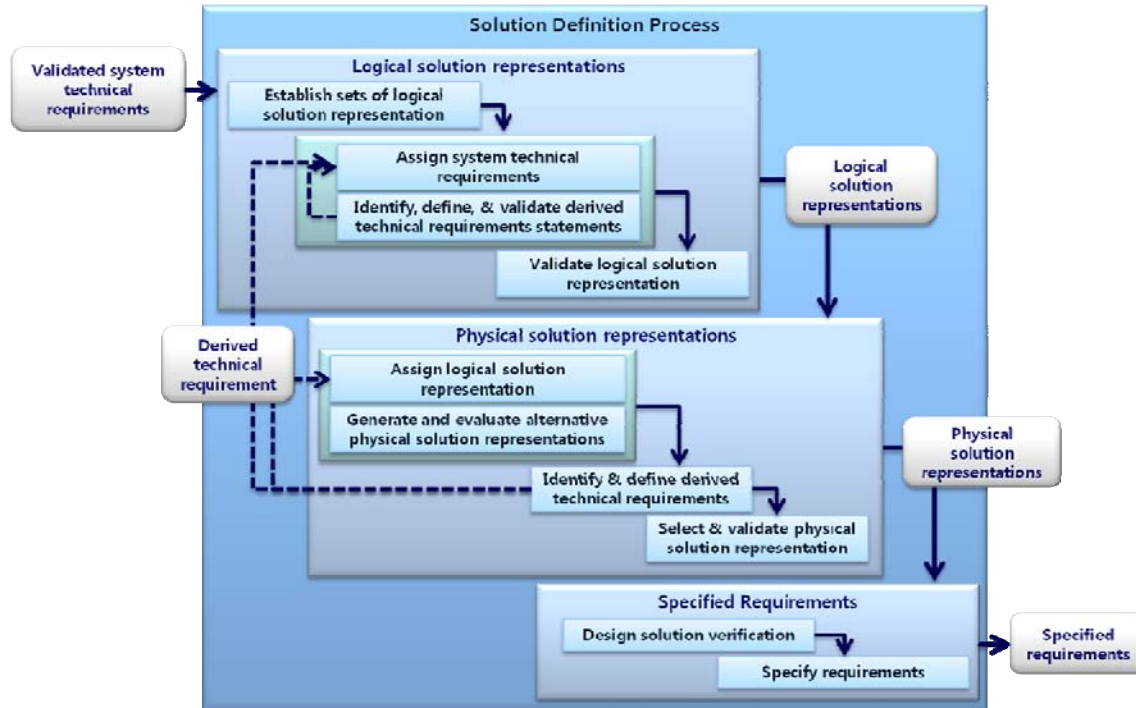 Solution Definition Process
Validated system
technical
requirements
Logical solution representations
Establish sets of logical
solution representation
Assign system technical
requirements
Identify, define, & validate derived
technical requirements statements
Validate logical solution
representation
Logical
solution
representations
Physical solution representations
Derived
technical
requirement
Assign logical solution
representation
Generate and evaluate alternative
physical solution representations
Identify & define derived
technical requirements
Select & validate physical
solution representation
Physical
solution
representations
Specified Requirements
Design solution verification
Specify requirements
Specified
requirements